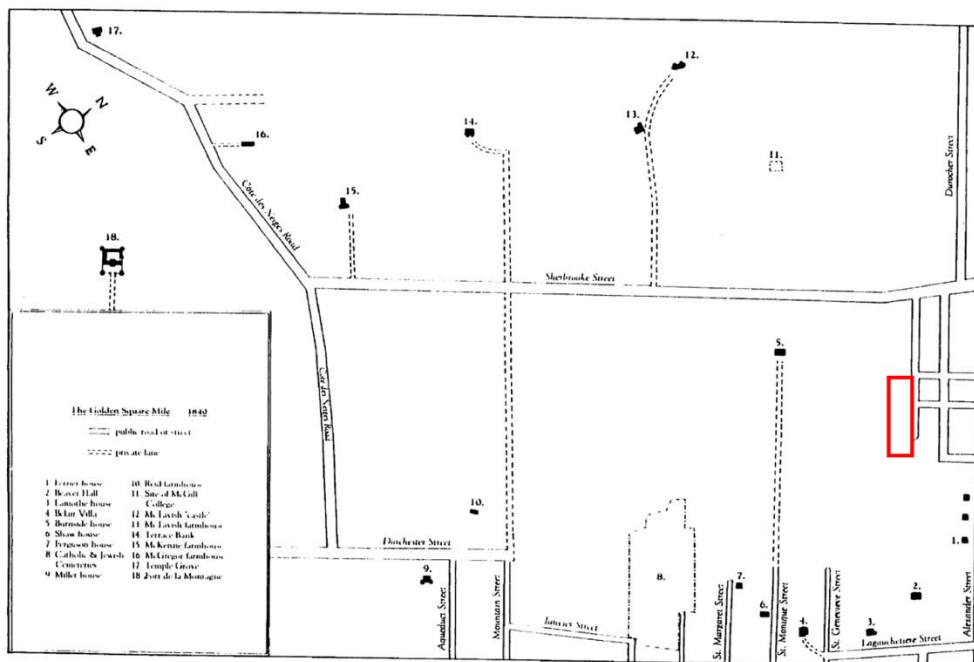 17.
12.
W
N
S
E
14.
13.
16.
11.
Durocher Street
Côte des Neiges Road
15.
18.
Sherbrooke Street
5.
Côte des Neiges Road
The Golden Square Mile 1840
public road or street
private lane
1 Ferrier house
2 Beaver Hall
3 Lamothe house
4 Belair Villa
5 Burnside house
6 Shaw house
7 Ferguson house
8 Catholic & Jewish
Cemeteries
9 Millet house
10 Reid farmhouse
11 Site of McGill
College
12 McTavish "castle"
13 McTavish farmhouse
14 Terrace Bank
15 McKenzie farmhouse
16 McGregor farmhouse
17 Temple Grove
18 Fort de la Montagne
10.
Dorchester Street
1.
9.
8.
7.
2.
6.
4.
3.
Aqueduct Street
Mountain Street
Janvier Street
St. Margaret Street
St. Monique Street
St. Genevieve Street
Alexander Street
Lagauchetiere Street